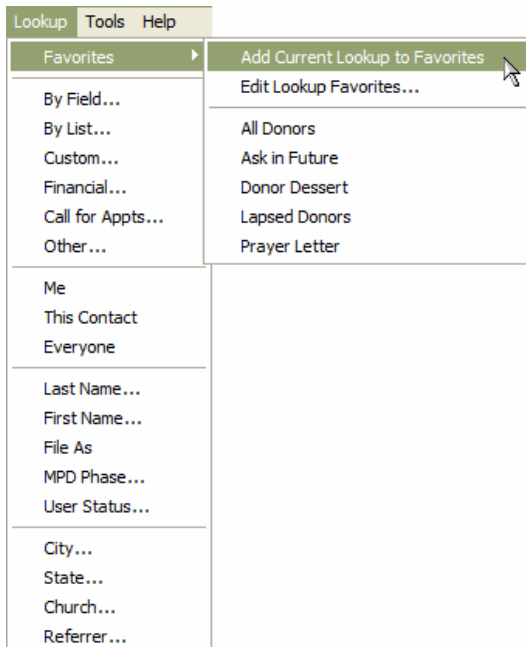 Lookup Tools Help
Favorites
Add Current Lookup to Favorites
Edit Lookup Favorites...
All Donors
Ask in Future
Donor Dessert
Lapsed Donors
Prayer Letter
By Field...
By List...
Custom...
Financial...
Call for Appts...
Other...
Me
This Contact
Everyone
Last Name...
First Name...
File As
MPD Phase...
User Status...
City...
State...
Church...
Referrer...